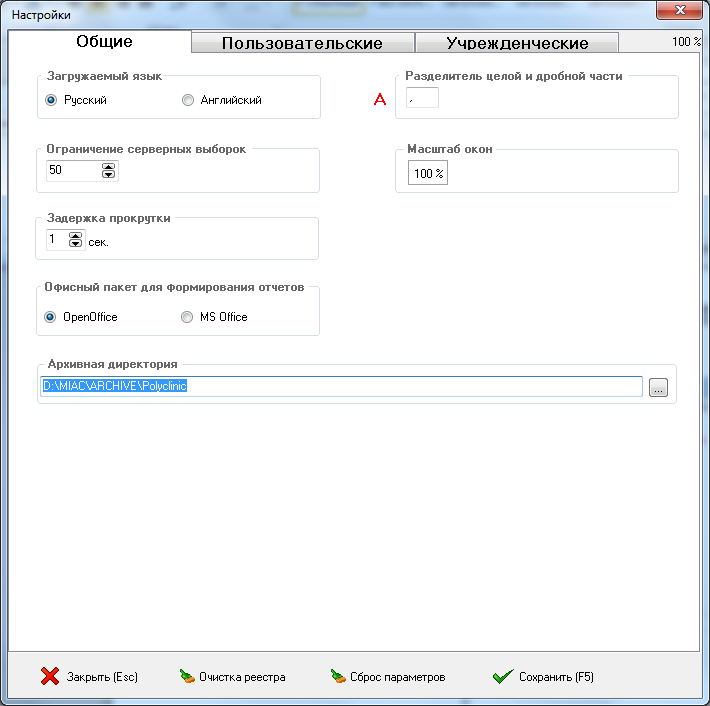 Настройки
Общие Пользовательские Учрежденческие 100 %
Загружаемый язык
Русский Английский
А
Разделитель целой и дробной части
,
Ограничение серверных выборок
50
Масштаб окон
100 %
Задержка прокрутки
1 сек.
Офисный пакет для формирования отчетов
OpenOffice MS Office
Архивная директория
D:\MIAC\ARCHIVE\Polyclinic ...
Закрыть (Esc) Очистка реестра Сброс параметров Сохранить (F5)